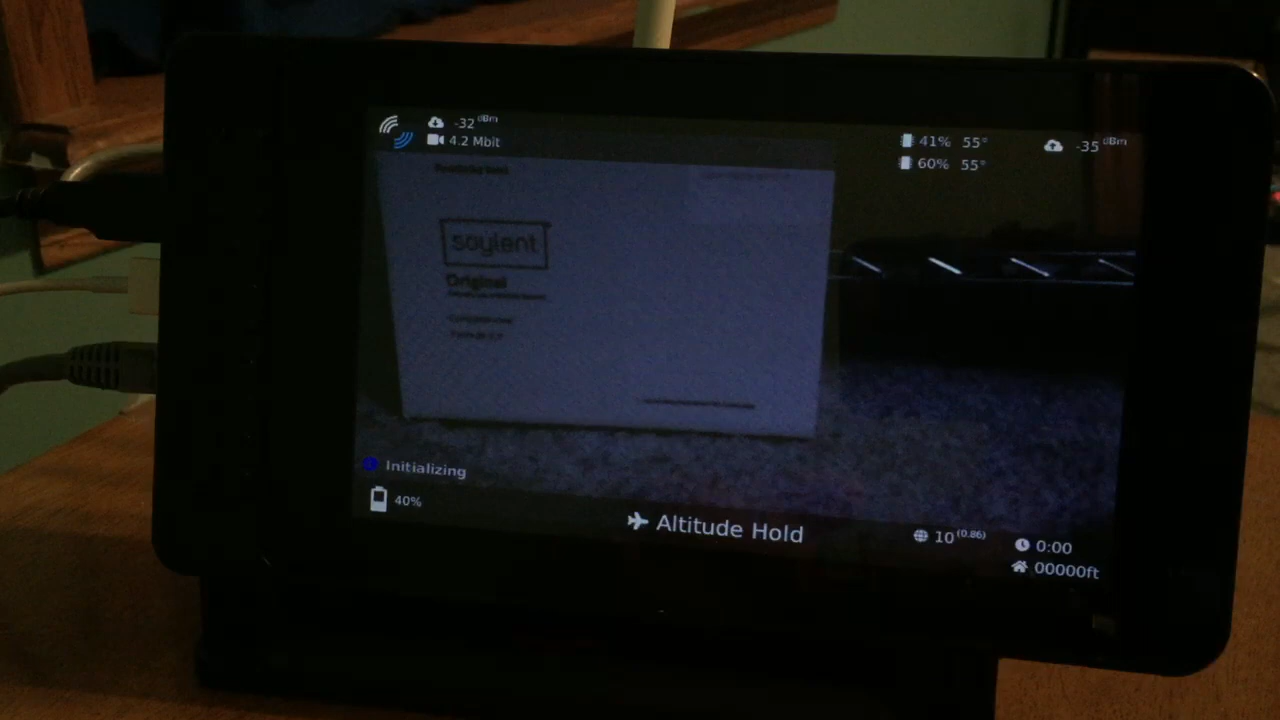 -32 dBm
4.2 Mbit
41% 55°
60% 55°
-35 dBm
soylent
Original
Initializing
40%
Altitude Hold
10 (0.86)
0:00
00000ft